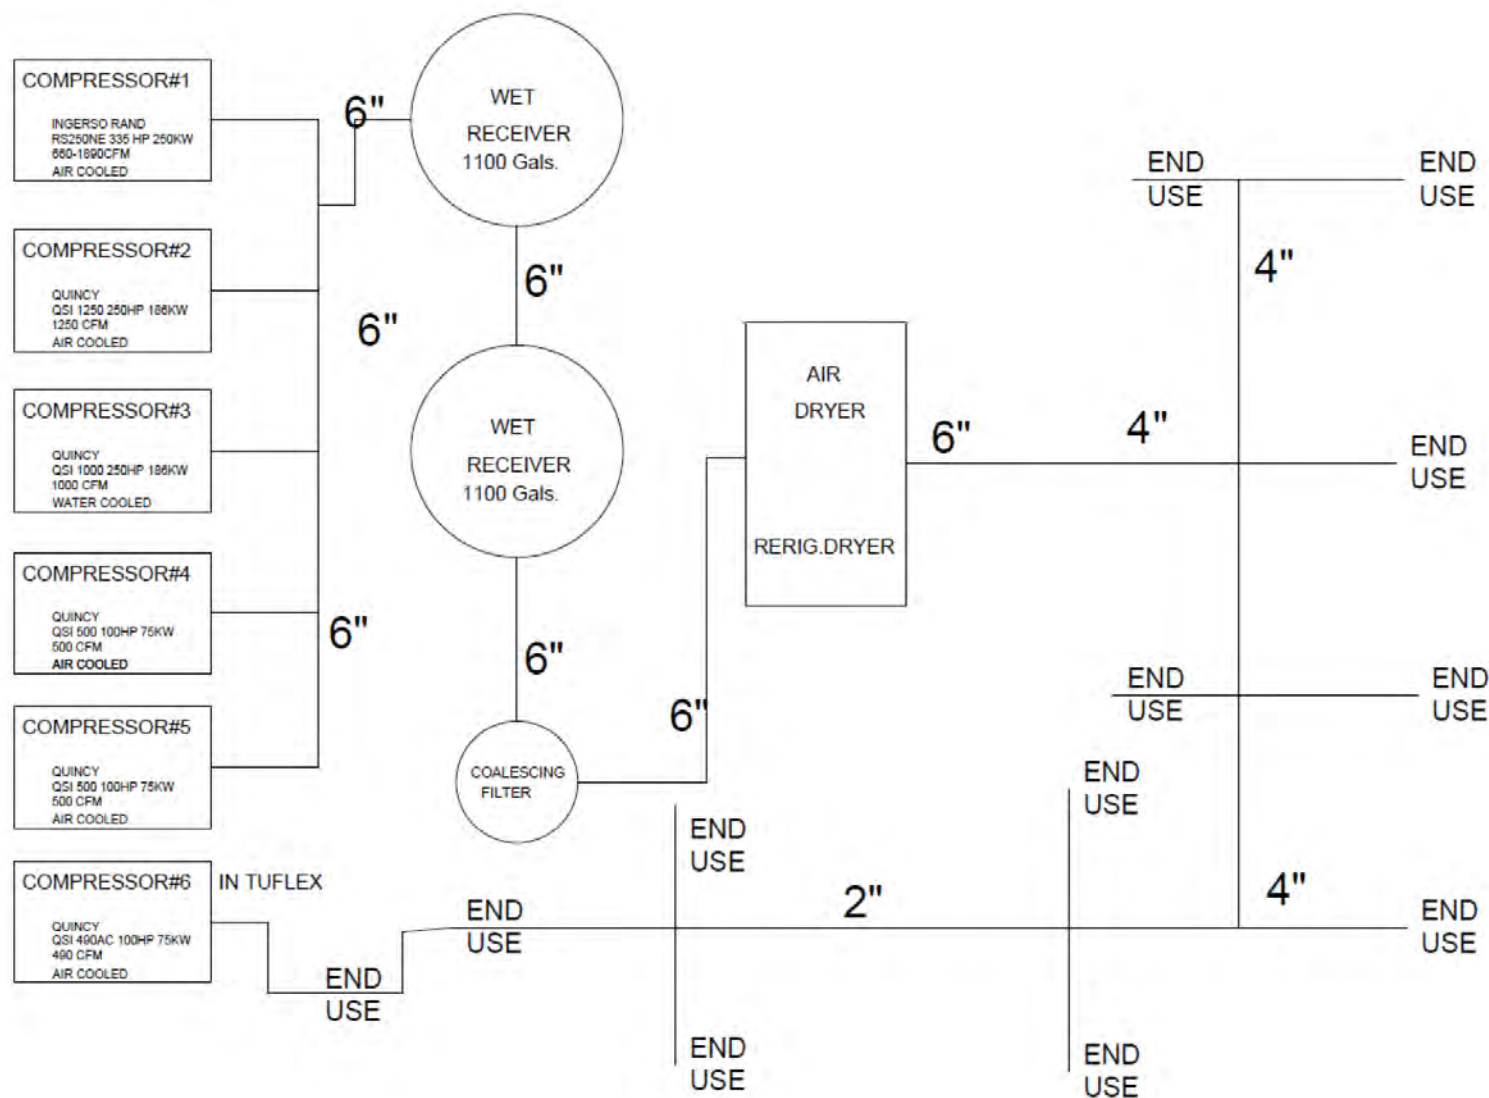 COMPRESSOR#1
INGERSO RAND
RS250NE 335 HP 250KW
660-1890CFM
AIR COOLED
6"
WET
RECEIVER
1100 Gals.
COMPRESSOR#2
QUINCY
QSI 1250 250HP 186KW
1250 CFM
AIR COOLED
6"
6"
COMPRESSOR#3
QUINCY
QSI 1000 250HP 186KW
1000 CFM
WATER COOLED
WET
RECEIVER
1100 Gals.
COMPRESSOR#4
QUINCY
QSI 500 100HP 75KW
500 CFM
AIR COOLED
6"
6"
COMPRESSOR#5
QUINCY
QSI 500 100HP 75KW
500 CFM
AIR COOLED
COALESCING
FILTER
6"
AIR
DRYER
RERIG.DRYER
6"
4"
END
USE
END
USE
4"
END
USE
END
USE
END
USE
COMPRESSOR#6
IN TUFLEX
QUINCY
QSI 490AC 100HP 75KW
490 CFM
AIR COOLED
END
USE
END
USE
END
USE
END
USE
2"
END
USE
END
USE
4"
END
USE